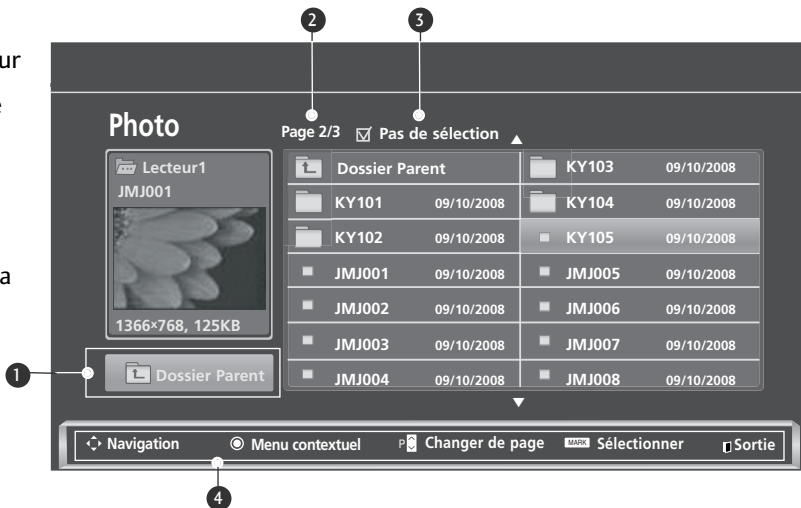 2
3
ur
e
a
Photo
Page 2/3 Pas de sélection
Lecteur1
JMJ001
1366×768, 125KB
Dossier Parent
KY101 09/10/2008
KY102 09/10/2008
JMJ001 09/10/2008
JMJ002 09/10/2008
JMJ003 09/10/2008
JMJ004 09/10/2008
KY103 09/10/2008
KY104 09/10/2008
KY105 09/10/2008
JMJ005 09/10/2008
JMJ006 09/10/2008
JMJ007 09/10/2008
JMJ008 09/10/2008
1
Dossier Parent
Navigation Menu contextuel P Changer de page MARK Sélectionner Sortie
4